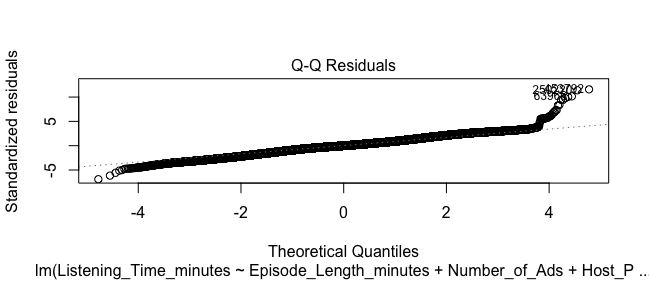 Q-Q Residuals
Standardized residuals
5
-5
-4
-2
0
2
4
Theoretical Quantiles
lm(Listening_Time_minutes ~ Episode_Length_minutes + Number_of_Ads + Host_P ...